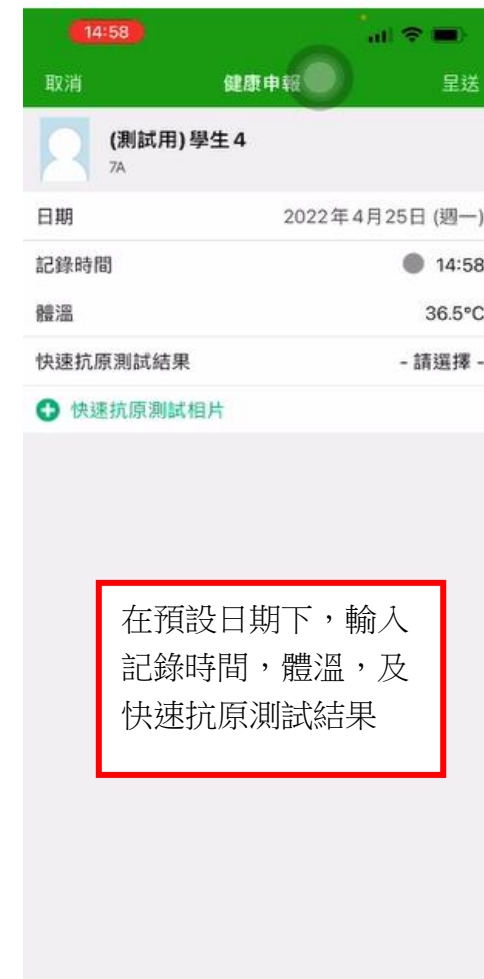 14:58
取消 健康申報 呈送
(測試用) 學生 4
7A
日期 2022年4月25日 (週一)
記錄時間 14:58
體溫 36.5°C
快速抗原測試結果 - 請選擇 -
快速抗原測試相片
在預設日期下，輸入
記錄時間，體溫，及
快速抗原測試結果